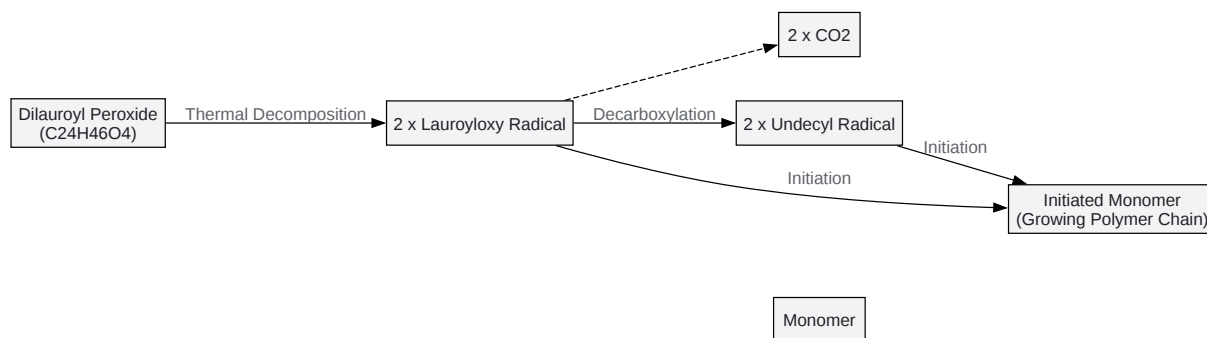 2 x CO2
Dilauroyl Peroxide
(C24H46O4)
Thermal Decomposition
2 x Lauroyloxy Radical
Decarboxylation
2 x Undecyl Radical
Initiation
Initiation
Initiated Monomer
(Growing Polymer Chain)
Monomer